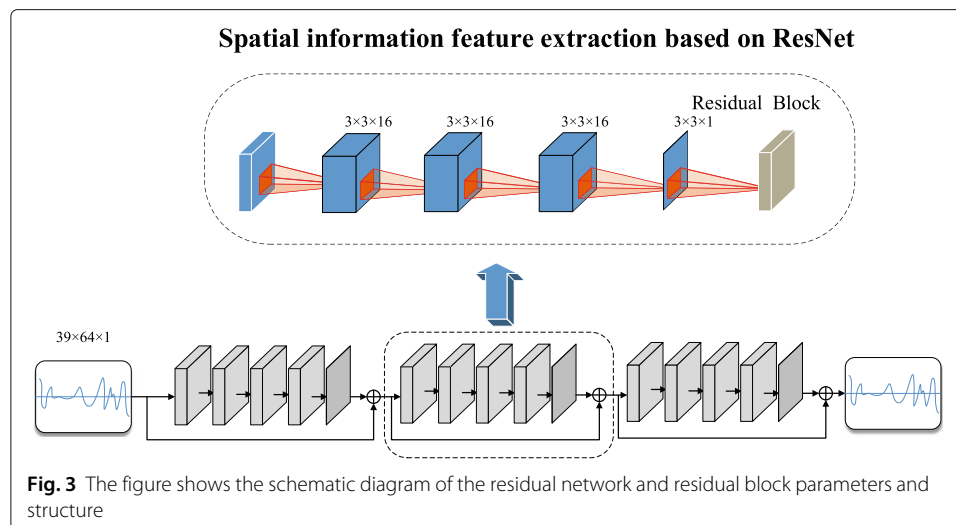 Spatial information feature extraction based on ResNet
Residual Block
3×3×16
3×3×16
3×3×16
3×3×1
39×64×1
Fig. 3 The figure shows the schematic diagram of the residual network and residual block parameters and
structure